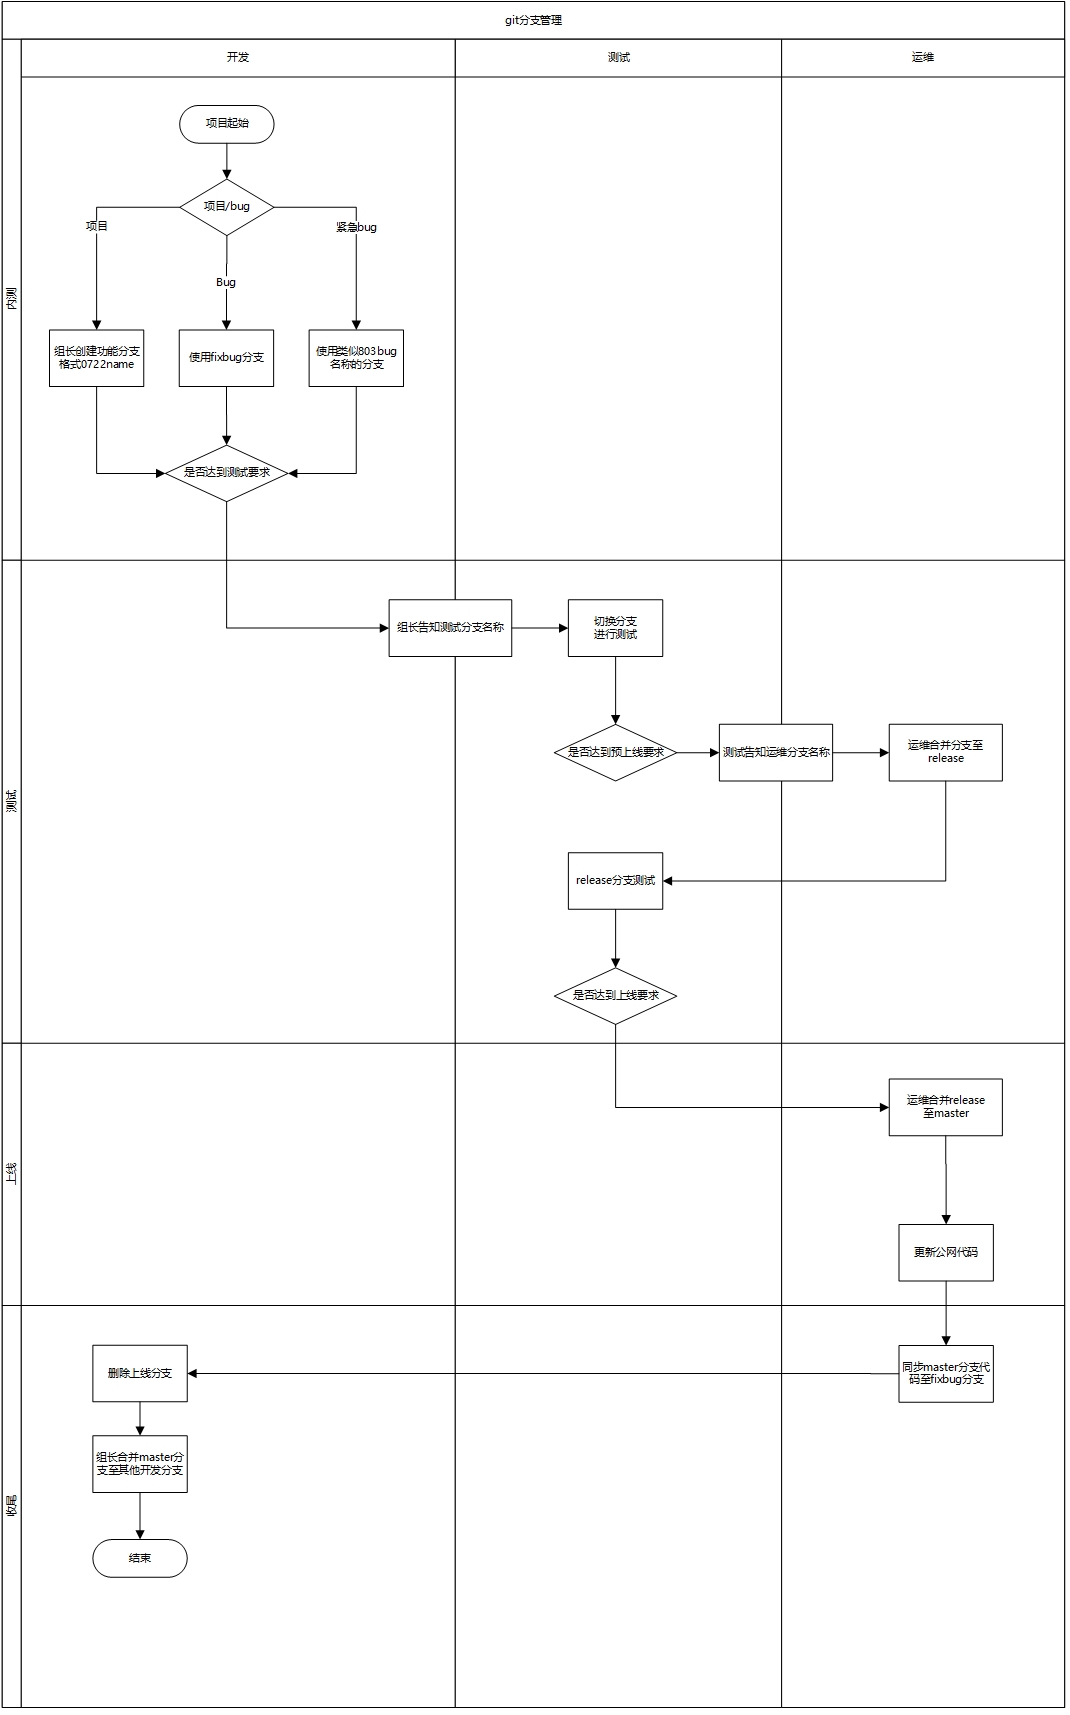 git分支管理
开发
测试
运维
内测
项目起始
项目/bug
项目
紧急bug
Bug
组长创建功能分支
格式0722name
使用fixbug分支
使用类似803bug
名称的分支
是否达到测试要求
测试
组长告知测试分支名称
切换分支
进行测试
是否达到预上线要求
测试告知运维分支名称
运维合并分支至
release
release分支测试
是否达到上线要求
上线
运维合并release
至master
更新公网代码
收尾
删除上线分支
同步master分支代
码至fixbug分支
组长合并master分
支至其他开发分支
结束